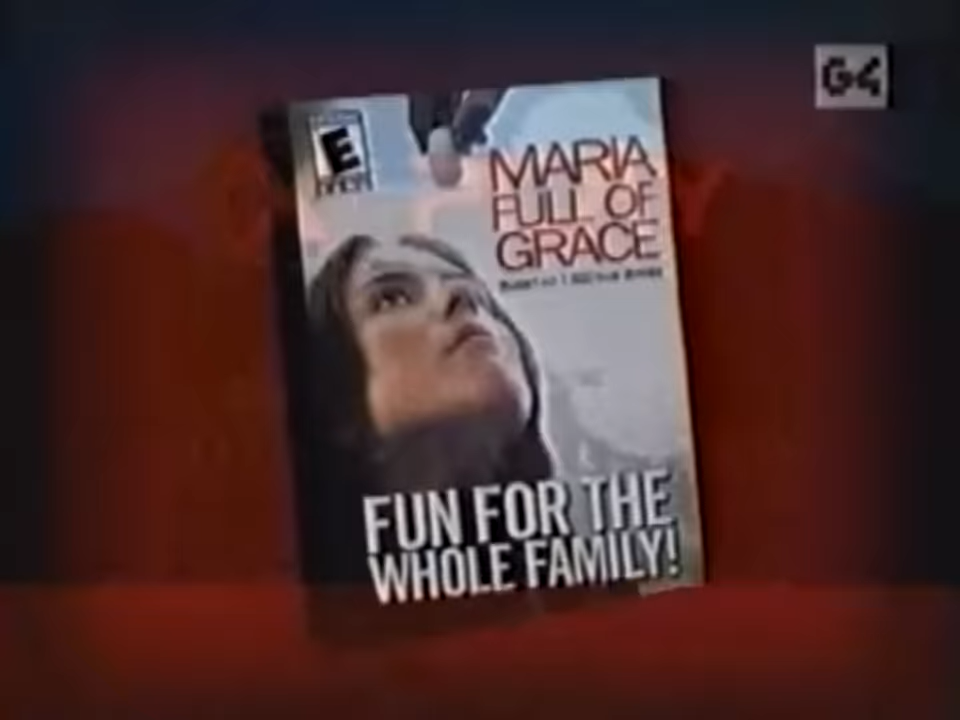 G4
E
MARIA
FULL OF
GRACE
FUN FOR THE
WHOLE FAMILY!